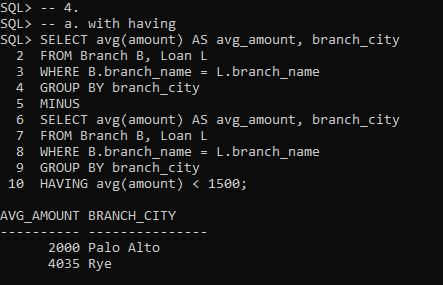 SQL> -- 4.
SQL> -- a. with having
SQL> SELECT avg(amount) AS avg_amount, branch_city
  2  FROM Branch B, Loan L
  3  WHERE B.branch_name = L.branch_name
  4  GROUP BY branch_city
  5  MINUS
  6  SELECT avg(amount) AS avg_amount, branch_city
  7  FROM Branch B, Loan L
  8  WHERE B.branch_name = L.branch_name
  9  GROUP BY branch_city
 10  HAVING avg(amount) < 1500;

AVG_AMOUNT BRANCH_CITY
---------- ---------------
      2000 Palo Alto
      4035 Rye